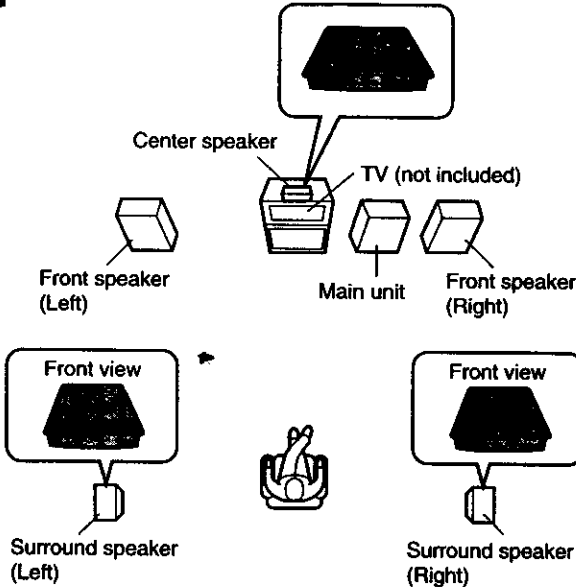 Center speaker
TV (not included)
Front speaker
(Left)
Main unit
Front speaker
(Right)
Front view
Front view
Surround speaker
(Left)
Surround speaker
(Right)